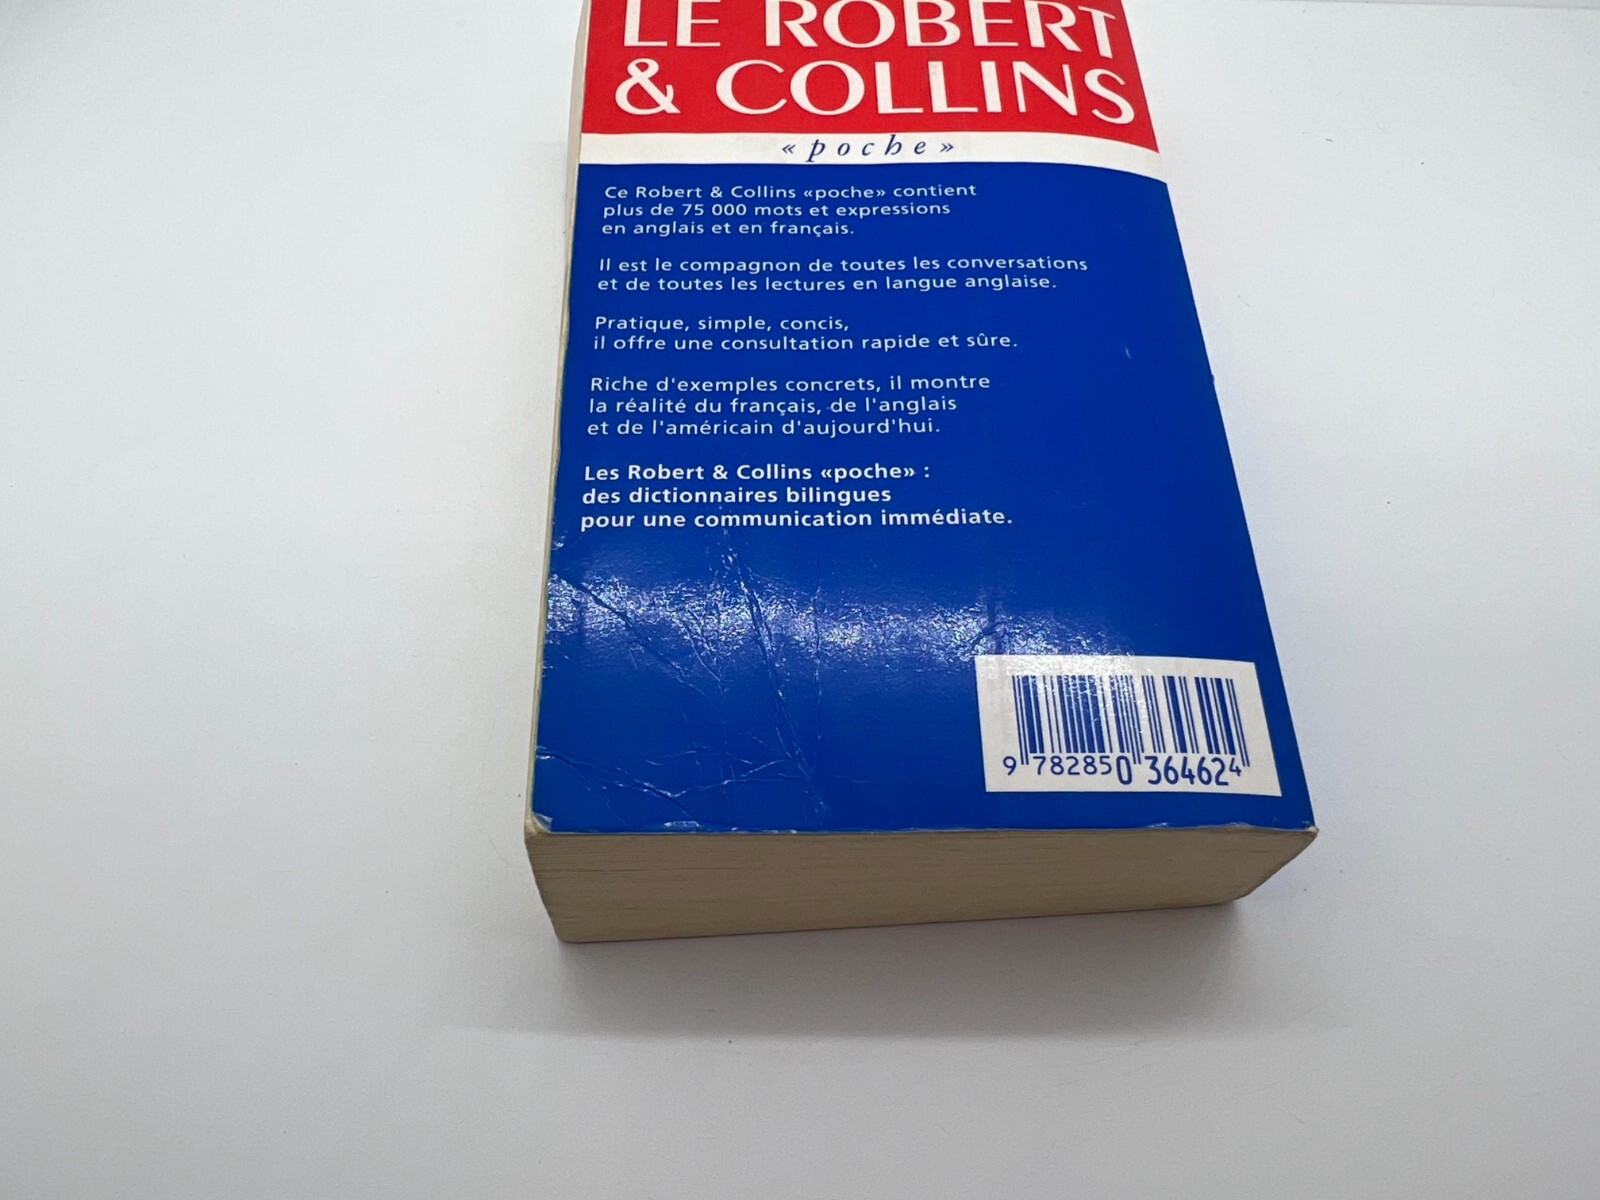 LE ROBERT
& COLLINS
« poche »
Ce Robert & Collins «poche» contient
plus de 75 000 mots et expressions
en anglais et en français.
Il est le compagnon de toutes les conversations
et de toutes les lectures en langue anglaise.
Pratique, simple, concis,
il offre une consultation rapide et sûre.
Riche d'exemples concrets, il montre
la réalité du français, de l'anglais
et de l'américain d'aujourd'hui.
Les Robert & Collins «poche» :
des dictionnaires bilingues
pour une communication immédiate.
9 782850 364624